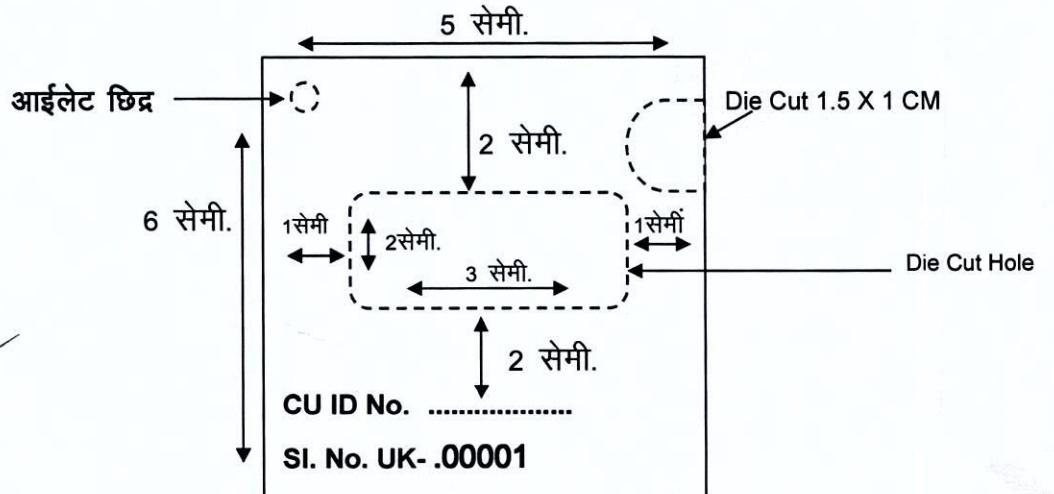 5 सेमी.
आईलेट छिद्र
Die Cut 1.5 X 1 CM
2 सेमी.
6 सेमी.
1सेमी
2सेमी.
1सेमी
3 सेमी.
Die Cut Hole
2 सेमी.
CU ID No. ...................
Sl. No. UK- .00001